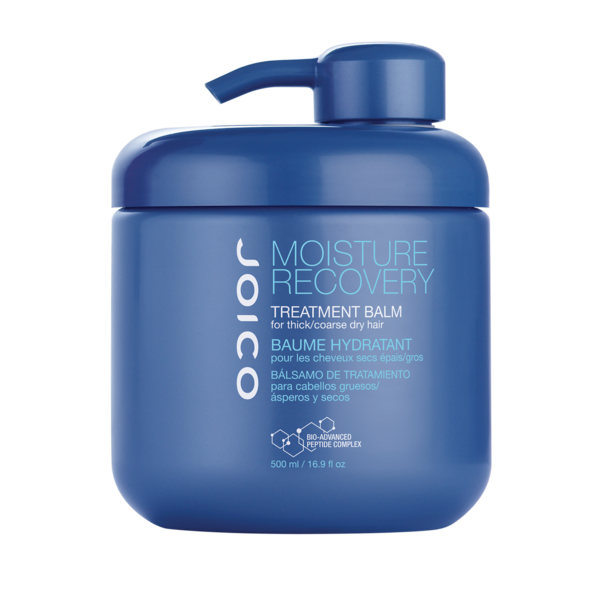 JOICO
MOISTURE
RECOVERY
TREATMENT BALM
for thick/coarse dry hair
BAUME HYDRATANT
pour les cheveux secs épais/gros
BÁLSAMO DE TRATAMIENTO
para cabellos gruesos/
ásperos y secos
BIO-ADVANCED
PEPTIDE COMPLEX
500 ml / 16.9 fl oz